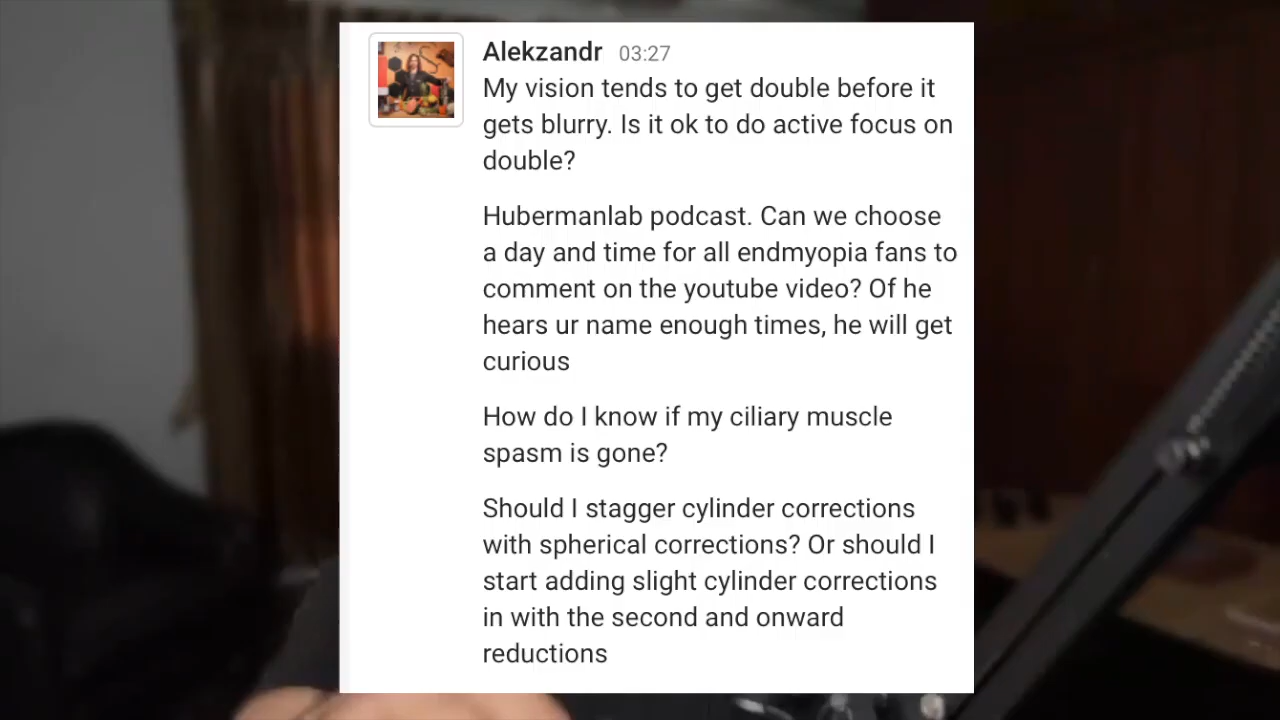 Alekzandr 03:27
My vision tends to get double before it
gets blurry. Is it ok to do active focus on
double?
Hubermanlab podcast. Can we choose
a day and time for all endmyopia fans to
comment on the youtube video? Of he
hears ur name enough times, he will get
curious
How do I know if my ciliary muscle
spasm is gone?
Should I stagger cylinder corrections
with spherical corrections? Or should I
start adding slight cylinder corrections
in with the second and onward
reductions